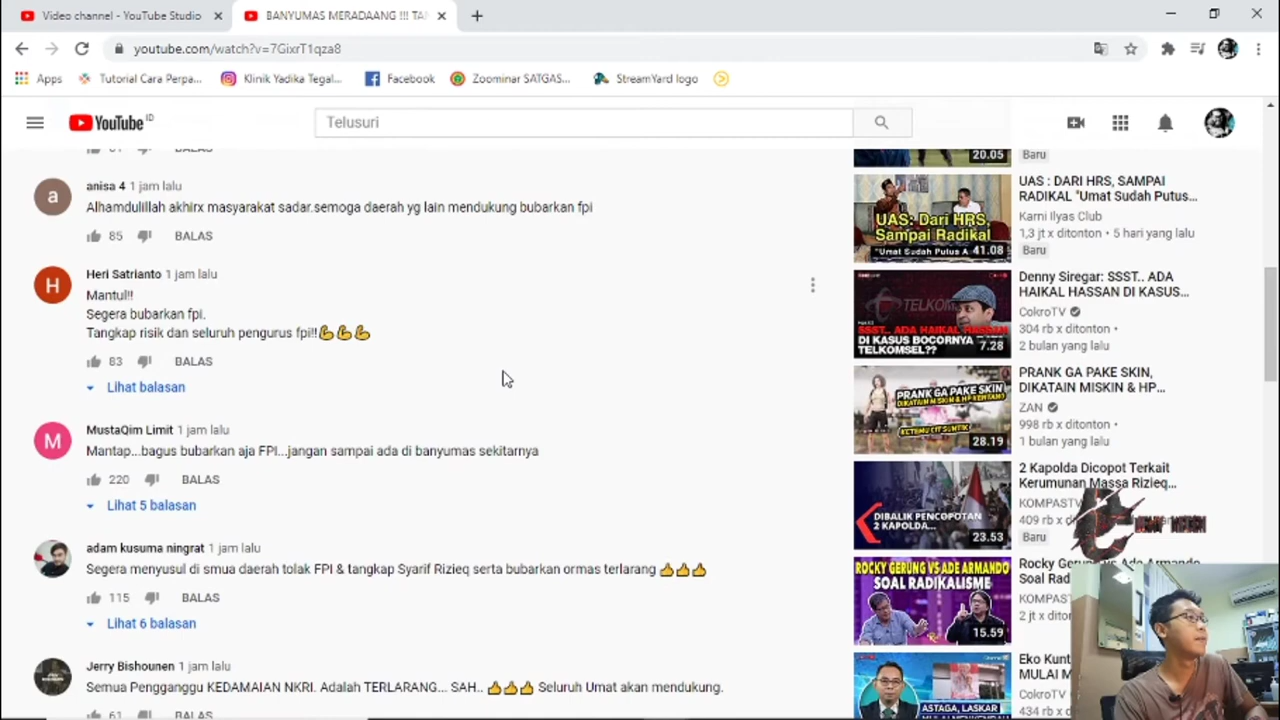 Video channel - YouTube Studio
BANYUMAS MERADAANG !!! TAN
youtube.com/watch?v=7GixrT1qza8
Apps
Tutorial Cara Perpa...
Klinik Yadika Tegal...
Facebook
Zoominar SATGAS...
StreamYard logo
YouTube ID
Telusuri
BALAS
anisa 4 1 jam lalu
Alhamdulillah akhirx masyarakat sadar.semoga daerah yg lain mendukung bubarkan fpi
85 BALAS
H
Heri Satrianto 1 jam lalu
Mantul!!
Segera bubarkan fpi.
Tangkap risik dan seluruh pengurus fpi!!💪💪💪
83 BALAS
Lihat balasan
M
MustaQim Limit 1 jam lalu
Mantap...bagus bubarkan aja FPI...jangan sampai ada di banyumas sekitarnya
220 BALAS
Lihat 5 balasan
adam kusuma ningrat 1 jam lalu
Segera menyusul di smua daerah tolak FPI & tangkap Syarif Rizieq serta bubarkan ormas terlarang 👍👍👍
115 BALAS
Lihat 6 balasan
Jerry Bishounen 1 jam lalu
Semua Pengganggu KEDAMAIAN NKRI. Adalah TERLARANG... SAH.. 👍👍👍 Seluruh Umat akan mendukung.
61 BALAS
20.05
Baru
UAS: Dari HRS,
Sampai Radikal
"Umat Sudah Putus A
41.08
UAS : DARI HRS, SAMPAI
RADIKAL "Umat Sudah Putus...
Karni Ilyas Club
1,3 jt x ditonton • 5 hari yang lalu
Baru
TELKOM
SSST.. ADA HAIKAL HASSAN
DI KASUS BOCORNYA
TELKOMSEL??
7.28
Denny Siregar: SSST.. ADA
HAIKAL HASSAN DI KASUS...
CokroTV
304 rb x ditonton •
2 bulan yang lalu
PRANK GA PAKE SKIN
DIKATAIN MISKIN & HP KENTANG
28.19
PRANK GA PAKE SKIN,
DIKATAIN MISKIN & HP...
ZAN
998 rb x ditonton •
1 bulan yang lalu
DIBALIK PENCOPOTAN
2 KAPOLDA...
23.53
2 Kapolda Dicopot Terkait
Kerumunan Massa Rizieq...
KOMPASTV
409 rb x
Baru
ROCKY GERUNG VS ADE ARMANDO
SOAL RADIKALISME
15.59
Rocky Gerung vs Ade Armando
Soal Rad
KOMPAS
2 jt x diton
ASTAGA, LASKAR
Eko Kunt
MULAI M
CokroTV
434 rb x